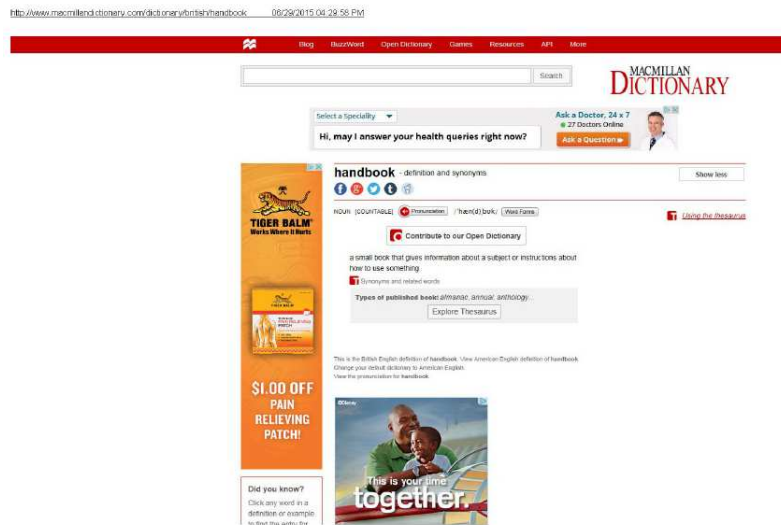 http://www.macmillandictionary.com/dictionary/british/handbook 06/29/2015 04:29:58 PM
Blog BuzzWord Open Dictionary Games Resources API More
Search
MACMILLAN
DICTIONARY
Select a Speciality
Hi, may I answer your health queries right now?
Ask a Doctor, 24 x 7
27 Doctors Online
Ask a Question
TIGER BALM
Works Where It Hurts
PAIN RELIEVING
PATCH
$1.00 OFF
PAIN
RELIEVING
PATCH!
handbook - definition and synonyms
Show less
NOUN [COUNTABLE] Pronunciation /ˈhæn(d)ˌbʊk/ Word Forms
Using the thesaurus
Contribute to our Open Dictionary
a small book that gives information about a subject or instructions about
how to use something
Synonyms and related words
Types of published book: almanac, annual, anthology...
Explore Thesaurus
This is the British English definition of handbook. View American English definition of handbook.
Change your default dictionary to American English.
View the pronunciation for handbook.
This is your time
together.
Did you know?
Click any word in a
definition or example
to find the entry for